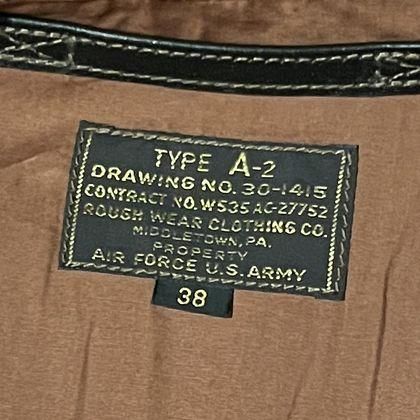 TYPE A-2
DRAWING NO. 30-1415
CONTRACT NO. W535 AC-27752
ROUGH WEAR CLOTHING CO.
MIDDLETOWN, PA.
PROPERTY
AIR FORCE U.S. ARMY
38